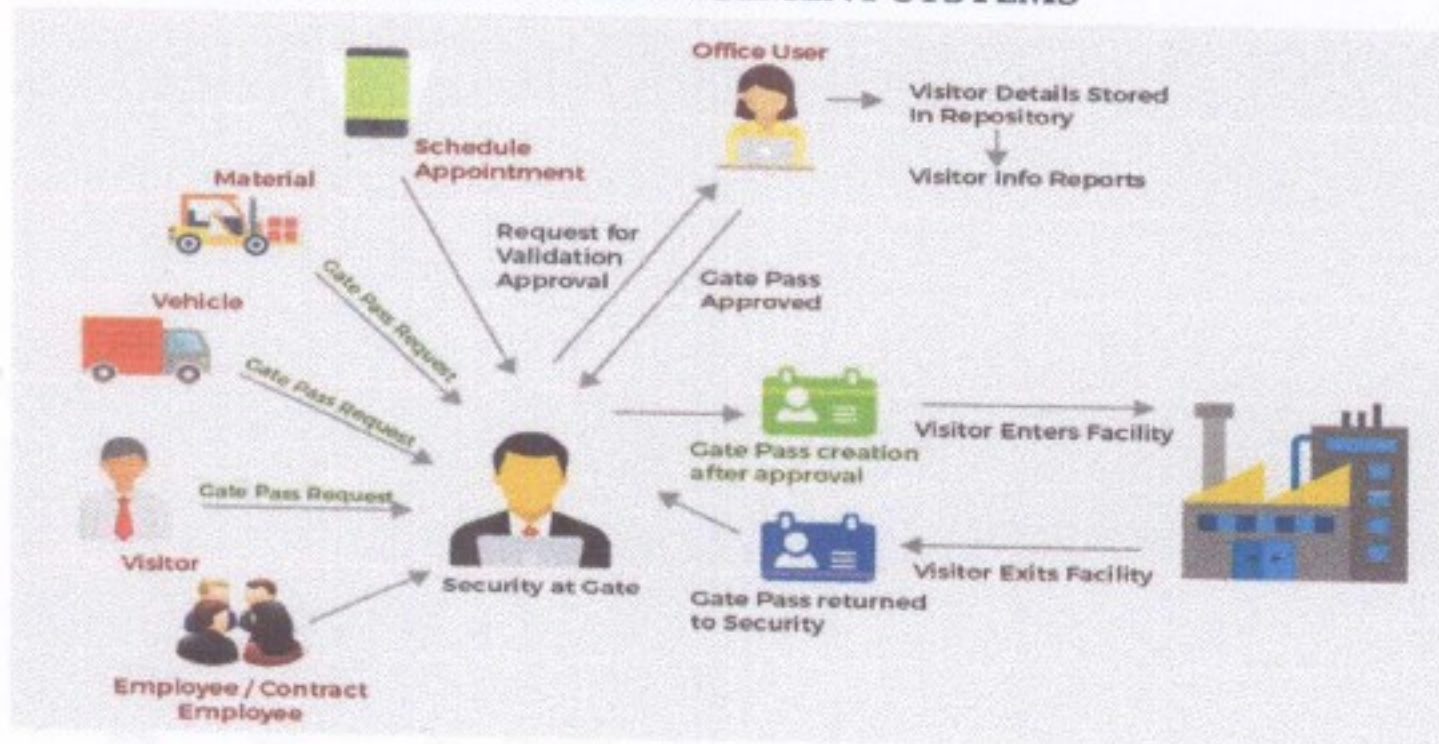 SYSTEMS
Office User
Visitor Details Stored
In Repository
Visitor Info Reports
Schedule
Appointment
Material
Request for
Validation
Approval
Gate Pass
Approved
Gate Pass Request
Vehicle
Gate Pass Request
Gate Pass creation
after approval
Visitor Enters Facility
Gate Pass Request
Visitor
Security at Gate
Visitor Exits Facility
Gate Pass returned
to Security
Employee / Contract
Employee